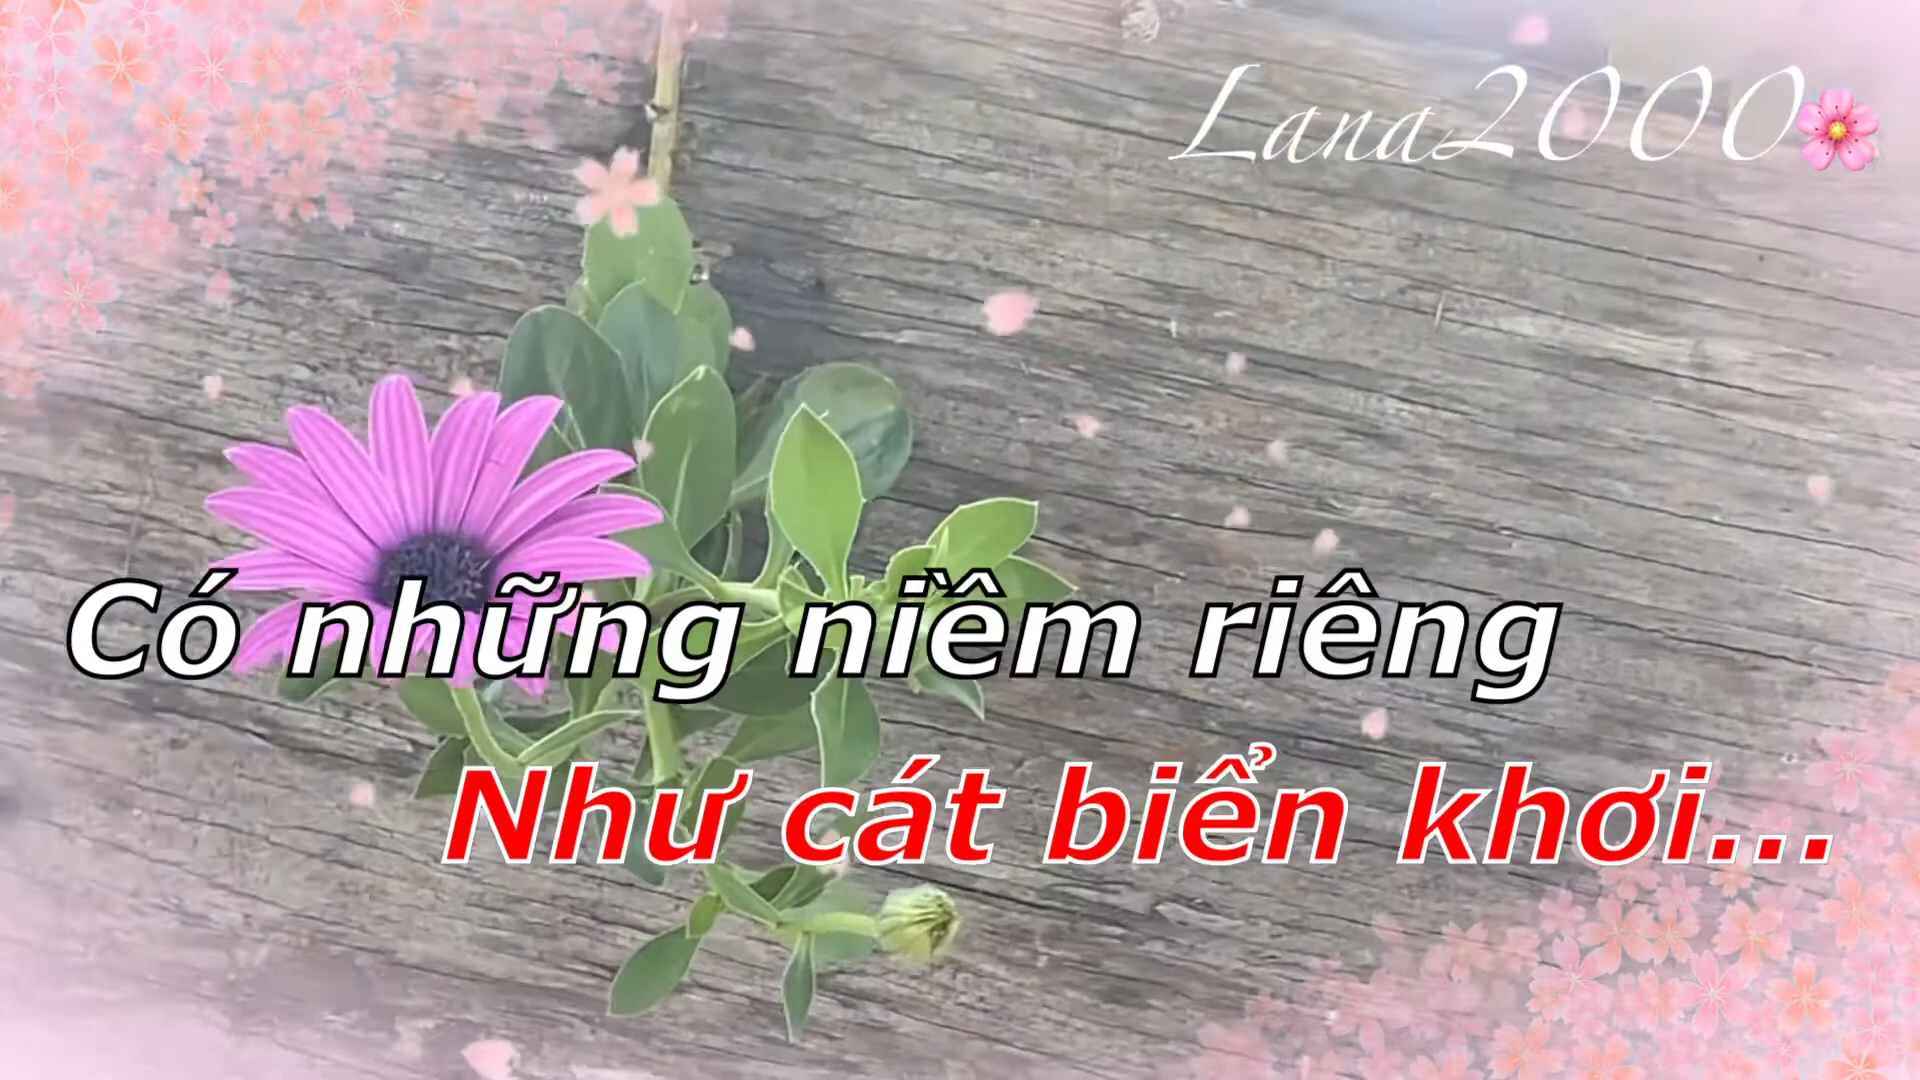 Lana2000🌸
Có những niềm riêng
Như cát biển khơi...